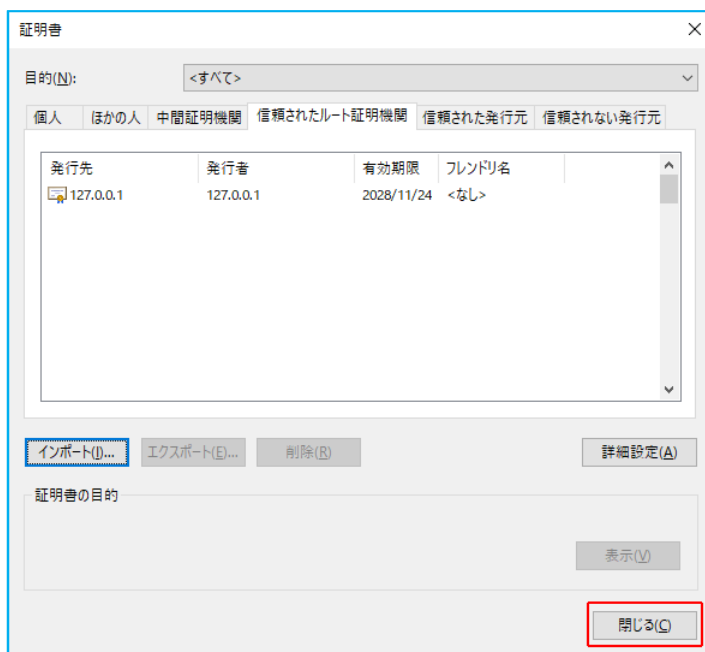 証明書
目的(N): <すべて>
個人 ほかの人 中間証明機関 信頼されたルート証明機関 信頼された発行元 信頼されない発行元
発行先 発行者 有効期限 フレンドリ名
127.0.0.1 127.0.0.1 2028/11/24 <なし>
インポート(I)... エクスポート(E)... 削除(R) 詳細設定(A)
証明書の目的
表示(V)
閉じる(C)